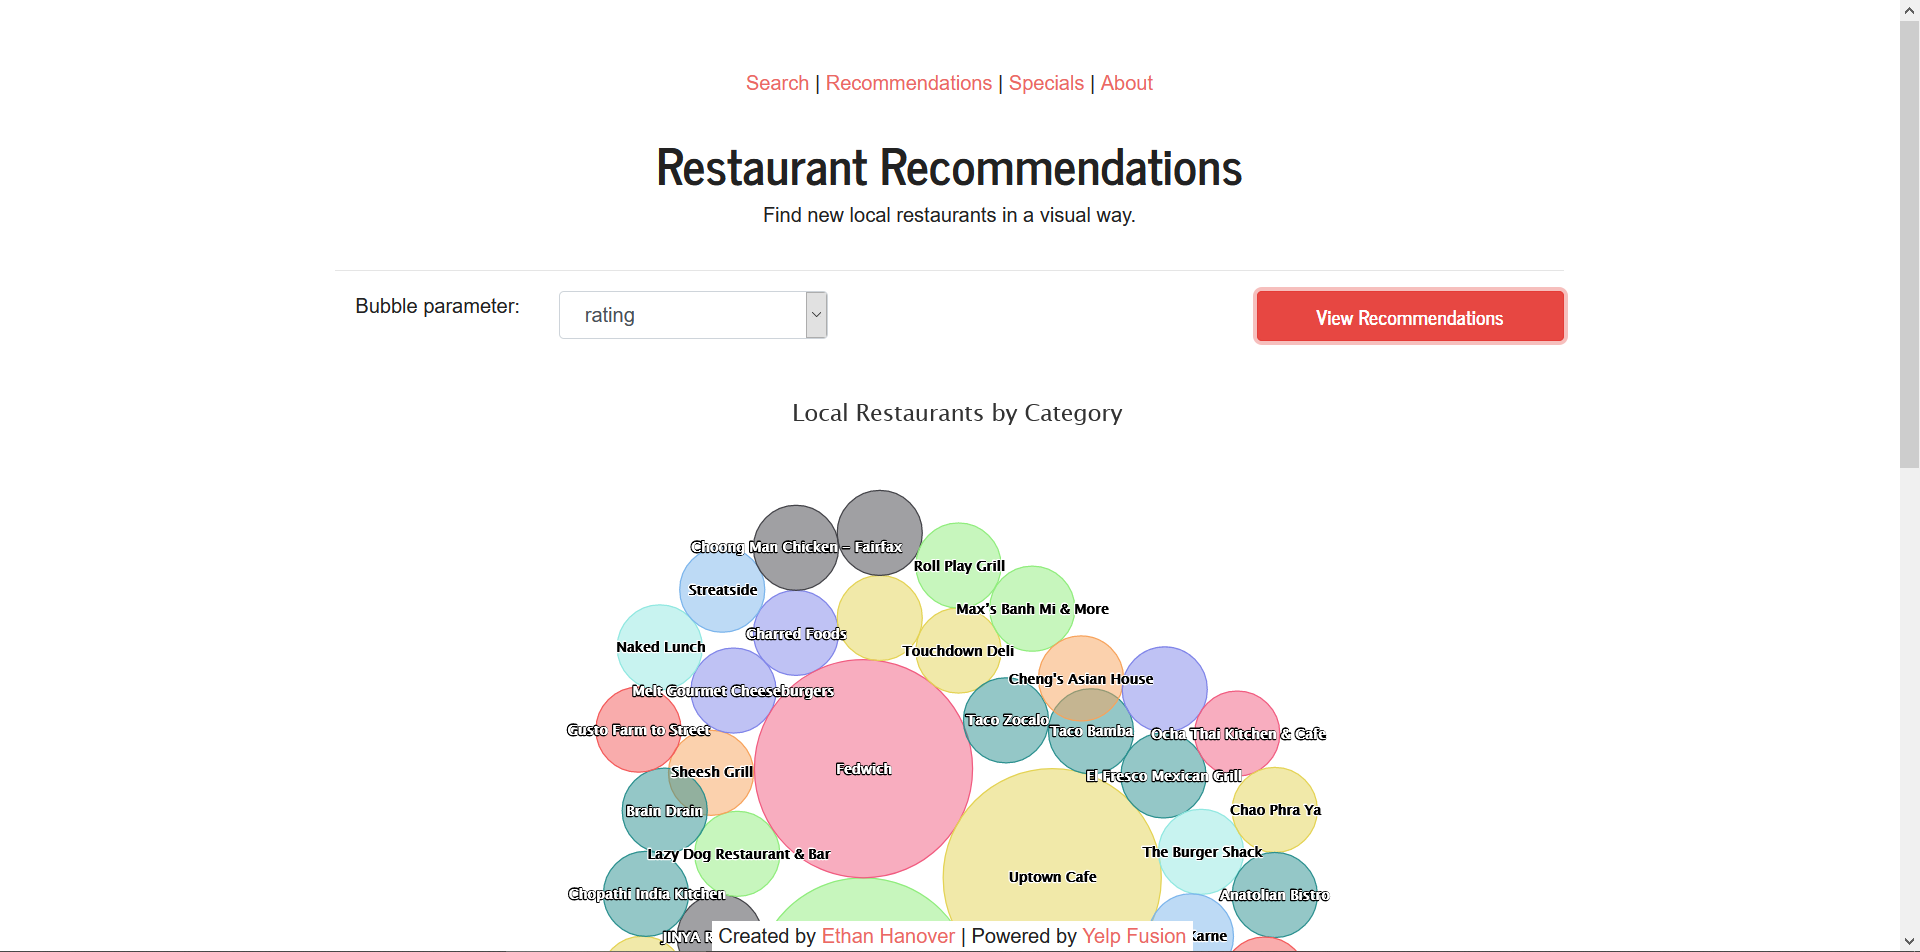 Search | Recommendations | Specials | About
Restaurant Recommendations
Find new local restaurants in a visual way.
Bubble parameter:
rating
View Recommendations
Local Restaurants by Category
Choong Man Chicken – Fairfax
Roll Play Grill
Streatside
Max's Banh Mi & More
Charred Foods
Naked Lunch
Touchdown Deli
Cheng's Asian House
Melt Gourmet Cheeseburgers
Taco Zocalo
Gusto Farm to Street
Taco Bamba
Ocha Thai Kitchen & Cafe
Fedwich
Sheesh Grill
El Fresco Mexican Grill
Brain Drain
Chao Phra Ya
The Burger Shack
Lazy Dog Restaurant & Bar
Uptown Cafe
Chopathi India Kitchen
Anatolian Bistro
JINYA
Karne
Created by Ethan Hanover | Powered by Yelp Fusion